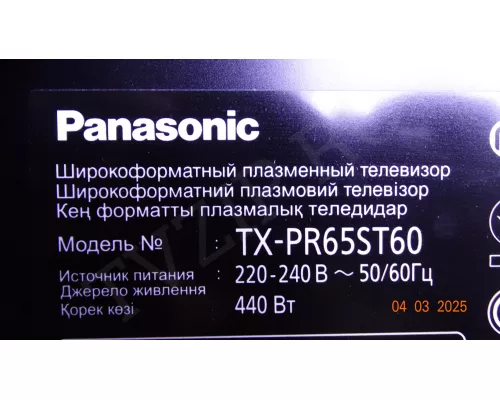 Panasonic
Широкоформатный плазменный телевизор
Широкоформатний плазмовий телевізор
Кең форматты плазмалық теледидар
Модель № : TX-PR65ST60
Источник питания : 220-240 В ~ 50/60Гц
Джерело живлення
Қорек көзі 440 Вт
04 03 2025